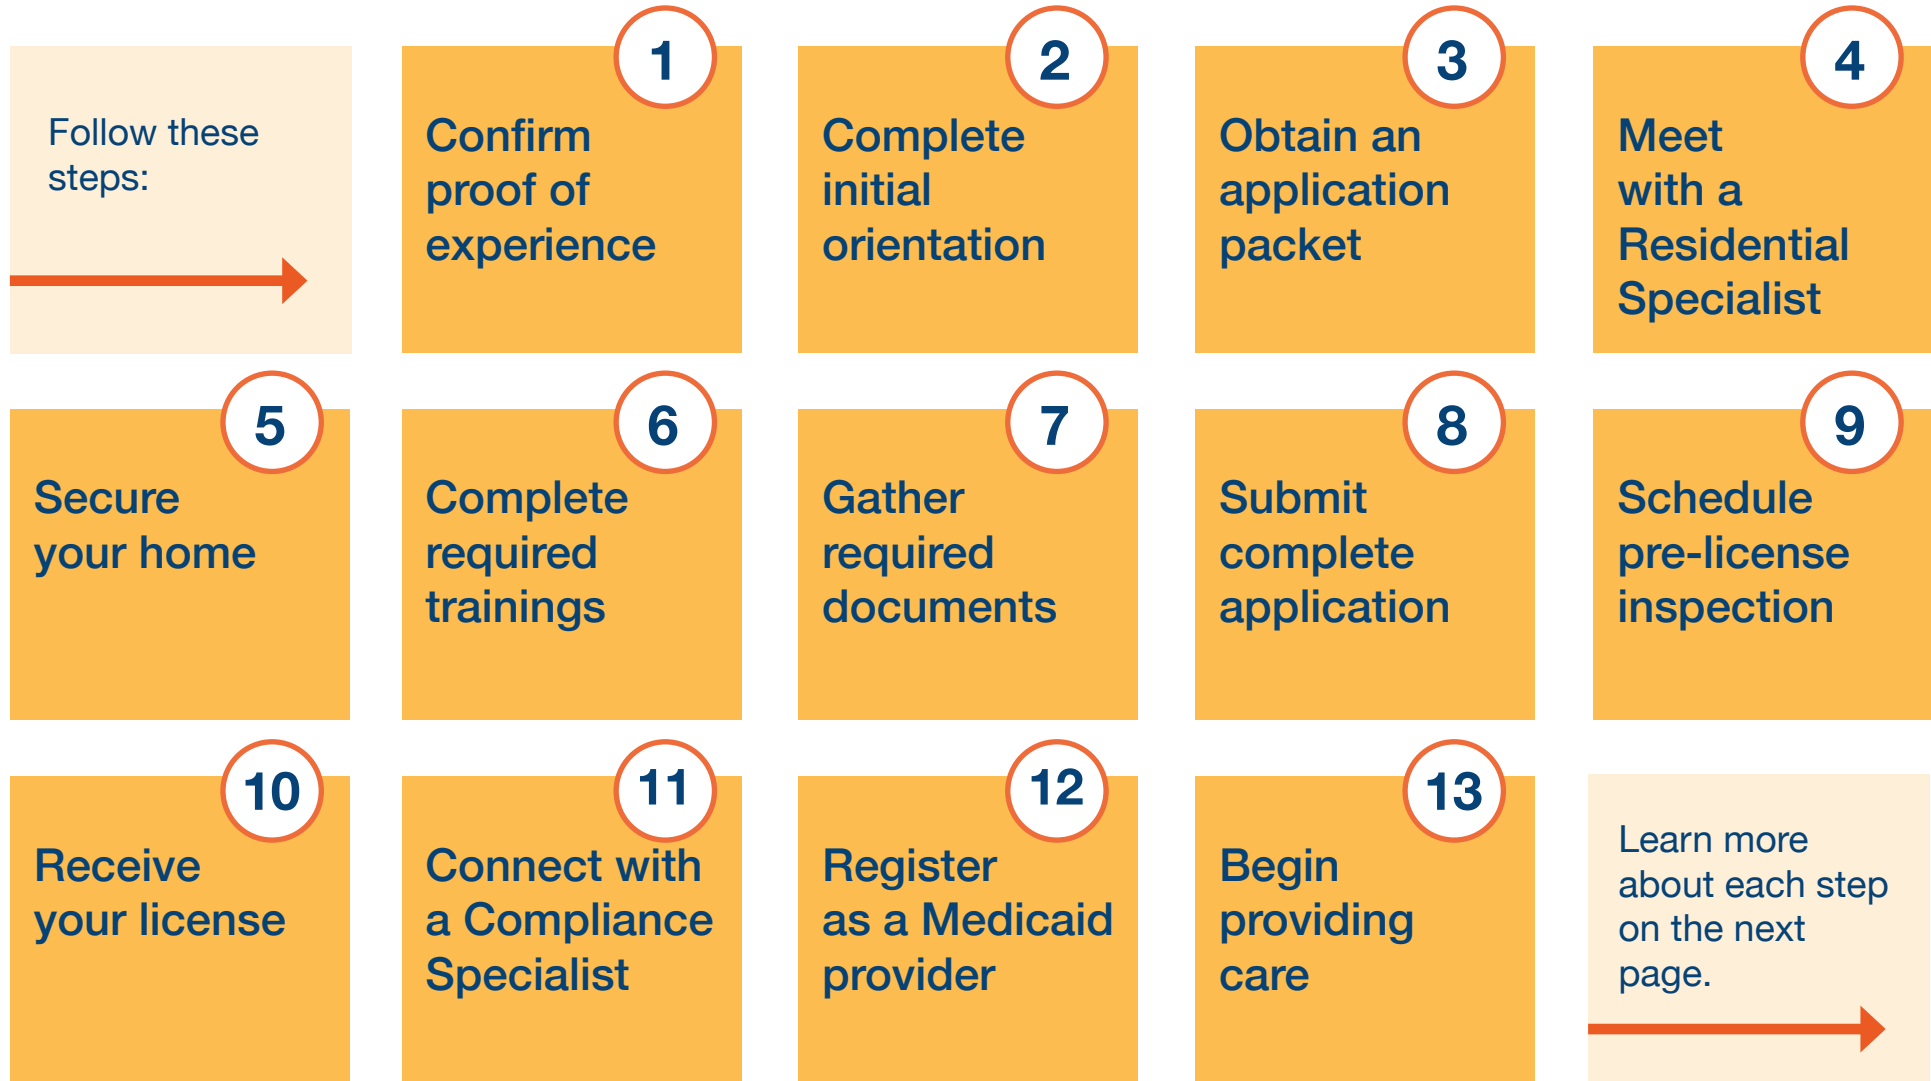 Follow these
steps:
1
Confirm
proof of
experience
2
Complete
initial
orientation
3
Obtain an
application
packet
4
Meet
with a
Residential
Specialist
5
Secure
your home
6
Complete
required
trainings
7
Gather
required
documents
8
Submit
complete
application
9
Schedule
pre-license
inspection
10
Receive
your license
11
Connect with
a Compliance
Specialist
12
Register
as a Medicaid
provider
13
Begin
providing
care
Learn more
about each step
on the next
page.